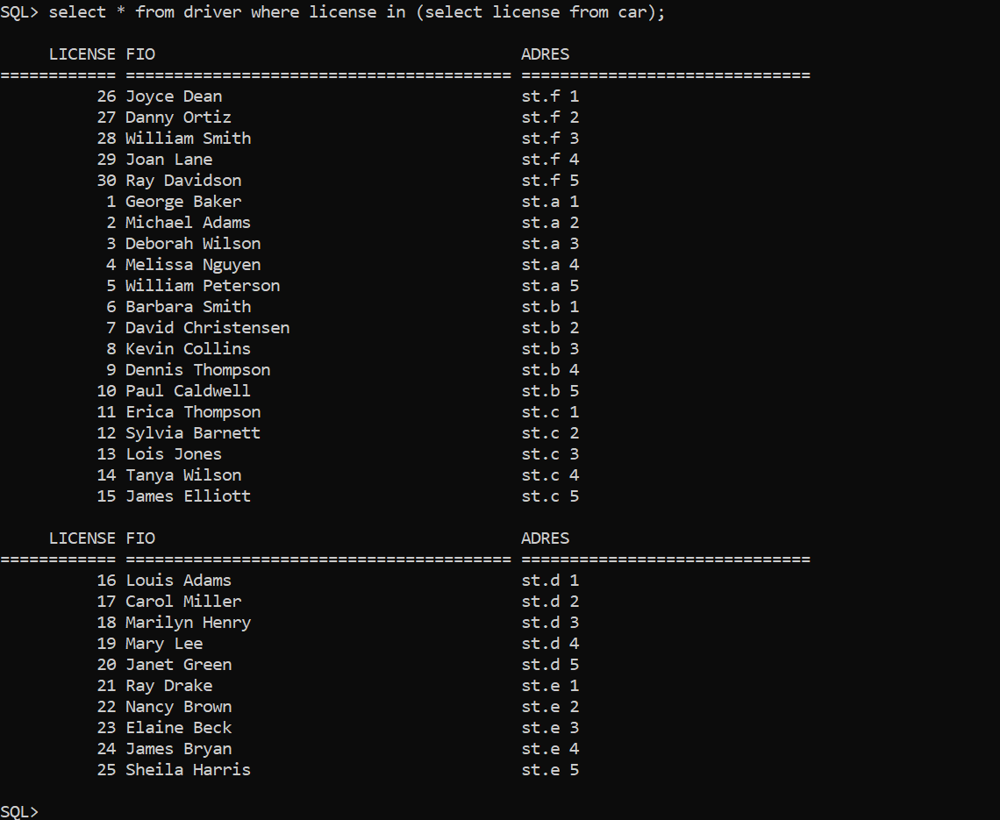 SQL> select * from driver where license in (select license from car);

     LICENSE FIO                                      ADRES
============ ======================================== ==============================
          26 Joyce Dean                               st.f 1
          27 Danny Ortiz                              st.f 2
          28 William Smith                            st.f 3
          29 Joan Lane                                st.f 4
          30 Ray Davidson                             st.f 5
           1 George Baker                             st.a 1
           2 Michael Adams                            st.a 2
           3 Deborah Wilson                           st.a 3
           4 Melissa Nguyen                           st.a 4
           5 William Peterson                         st.a 5
           6 Barbara Smith                            st.b 1
           7 David Christensen                        st.b 2
           8 Kevin Collins                            st.b 3
           9 Dennis Thompson                          st.b 4
          10 Paul Caldwell                            st.b 5
          11 Erica Thompson                           st.c 1
          12 Sylvia Barnett                           st.c 2
          13 Lois Jones                               st.c 3
          14 Tanya Wilson                             st.c 4
          15 James Elliott                            st.c 5

     LICENSE FIO                                      ADRES
============ ======================================== ==============================
          16 Louis Adams                              st.d 1
          17 Carol Miller                             st.d 2
          18 Marilyn Henry                            st.d 3
          19 Mary Lee                                 st.d 4
          20 Janet Green                              st.d 5
          21 Ray Drake                                st.e 1
          22 Nancy Brown                              st.e 2
          23 Elaine Beck                              st.e 3
          24 James Bryan                              st.e 4
          25 Sheila Harris                            st.e 5

SQL>